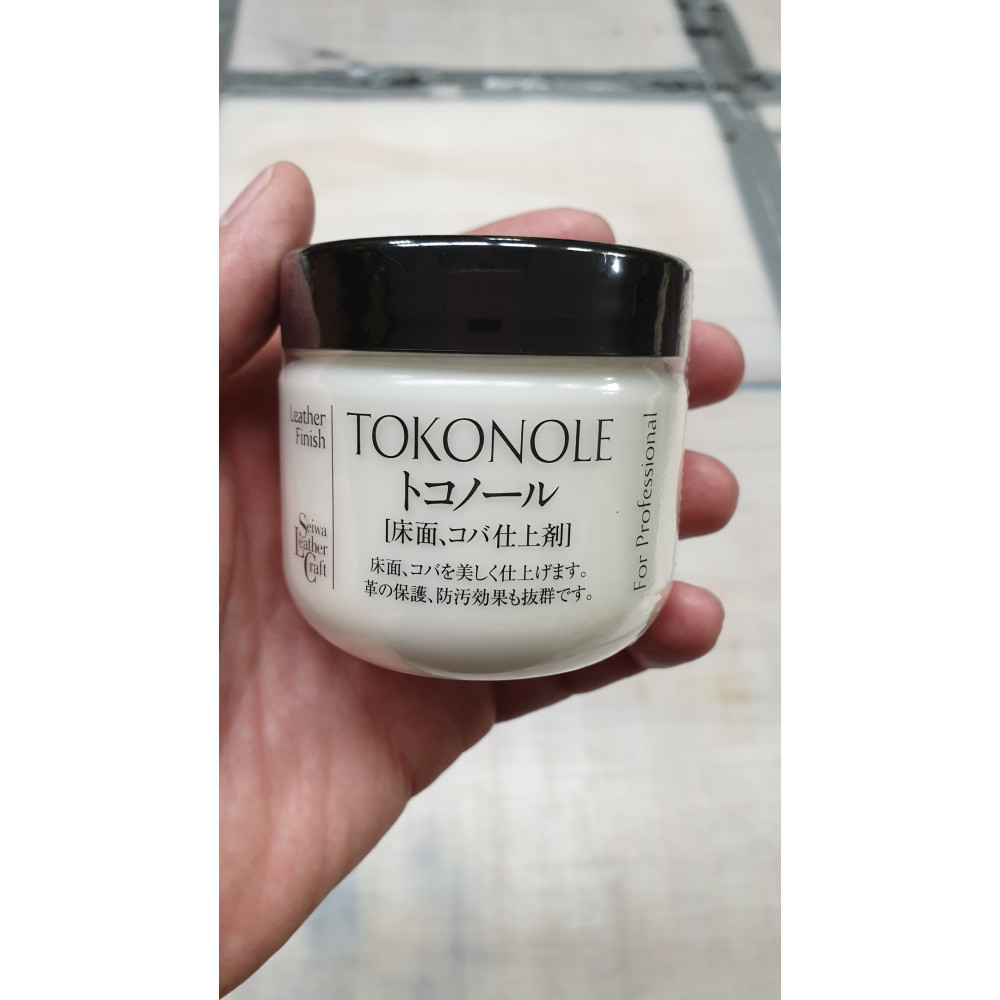 Leather
Finish
Seiwa
Leather
Craft
TOKONOLE
トコノール
[床面、コバ仕上剤]
床面、コバを美しく仕上げます。
革の保護、防汚効果も抜群です。
For Professional